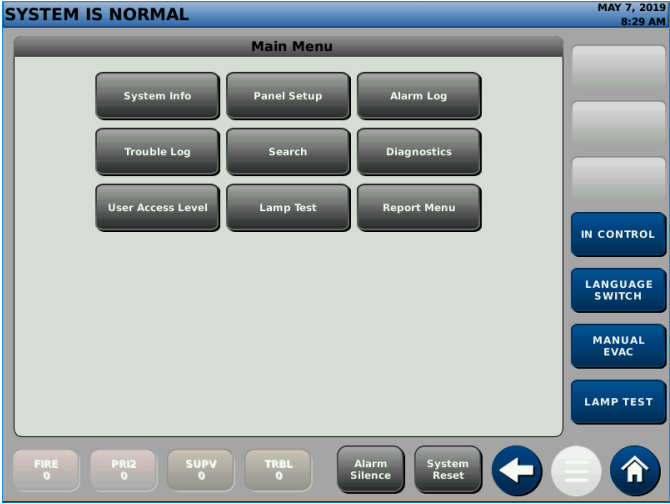 SYSTEM IS NORMAL
MAY 7, 2019
8:29 AM
Main Menu
System Info
Panel Setup
Alarm Log
Trouble Log
Search
Diagnostics
User Access Level
Lamp Test
Report Menu
IN CONTROL
LANGUAGE
SWITCH
MANUAL
EVAC
LAMP TEST
FIRE
0
PRI2
0
SUPV
0
TRBL
0
Alarm
Silence
System
Reset